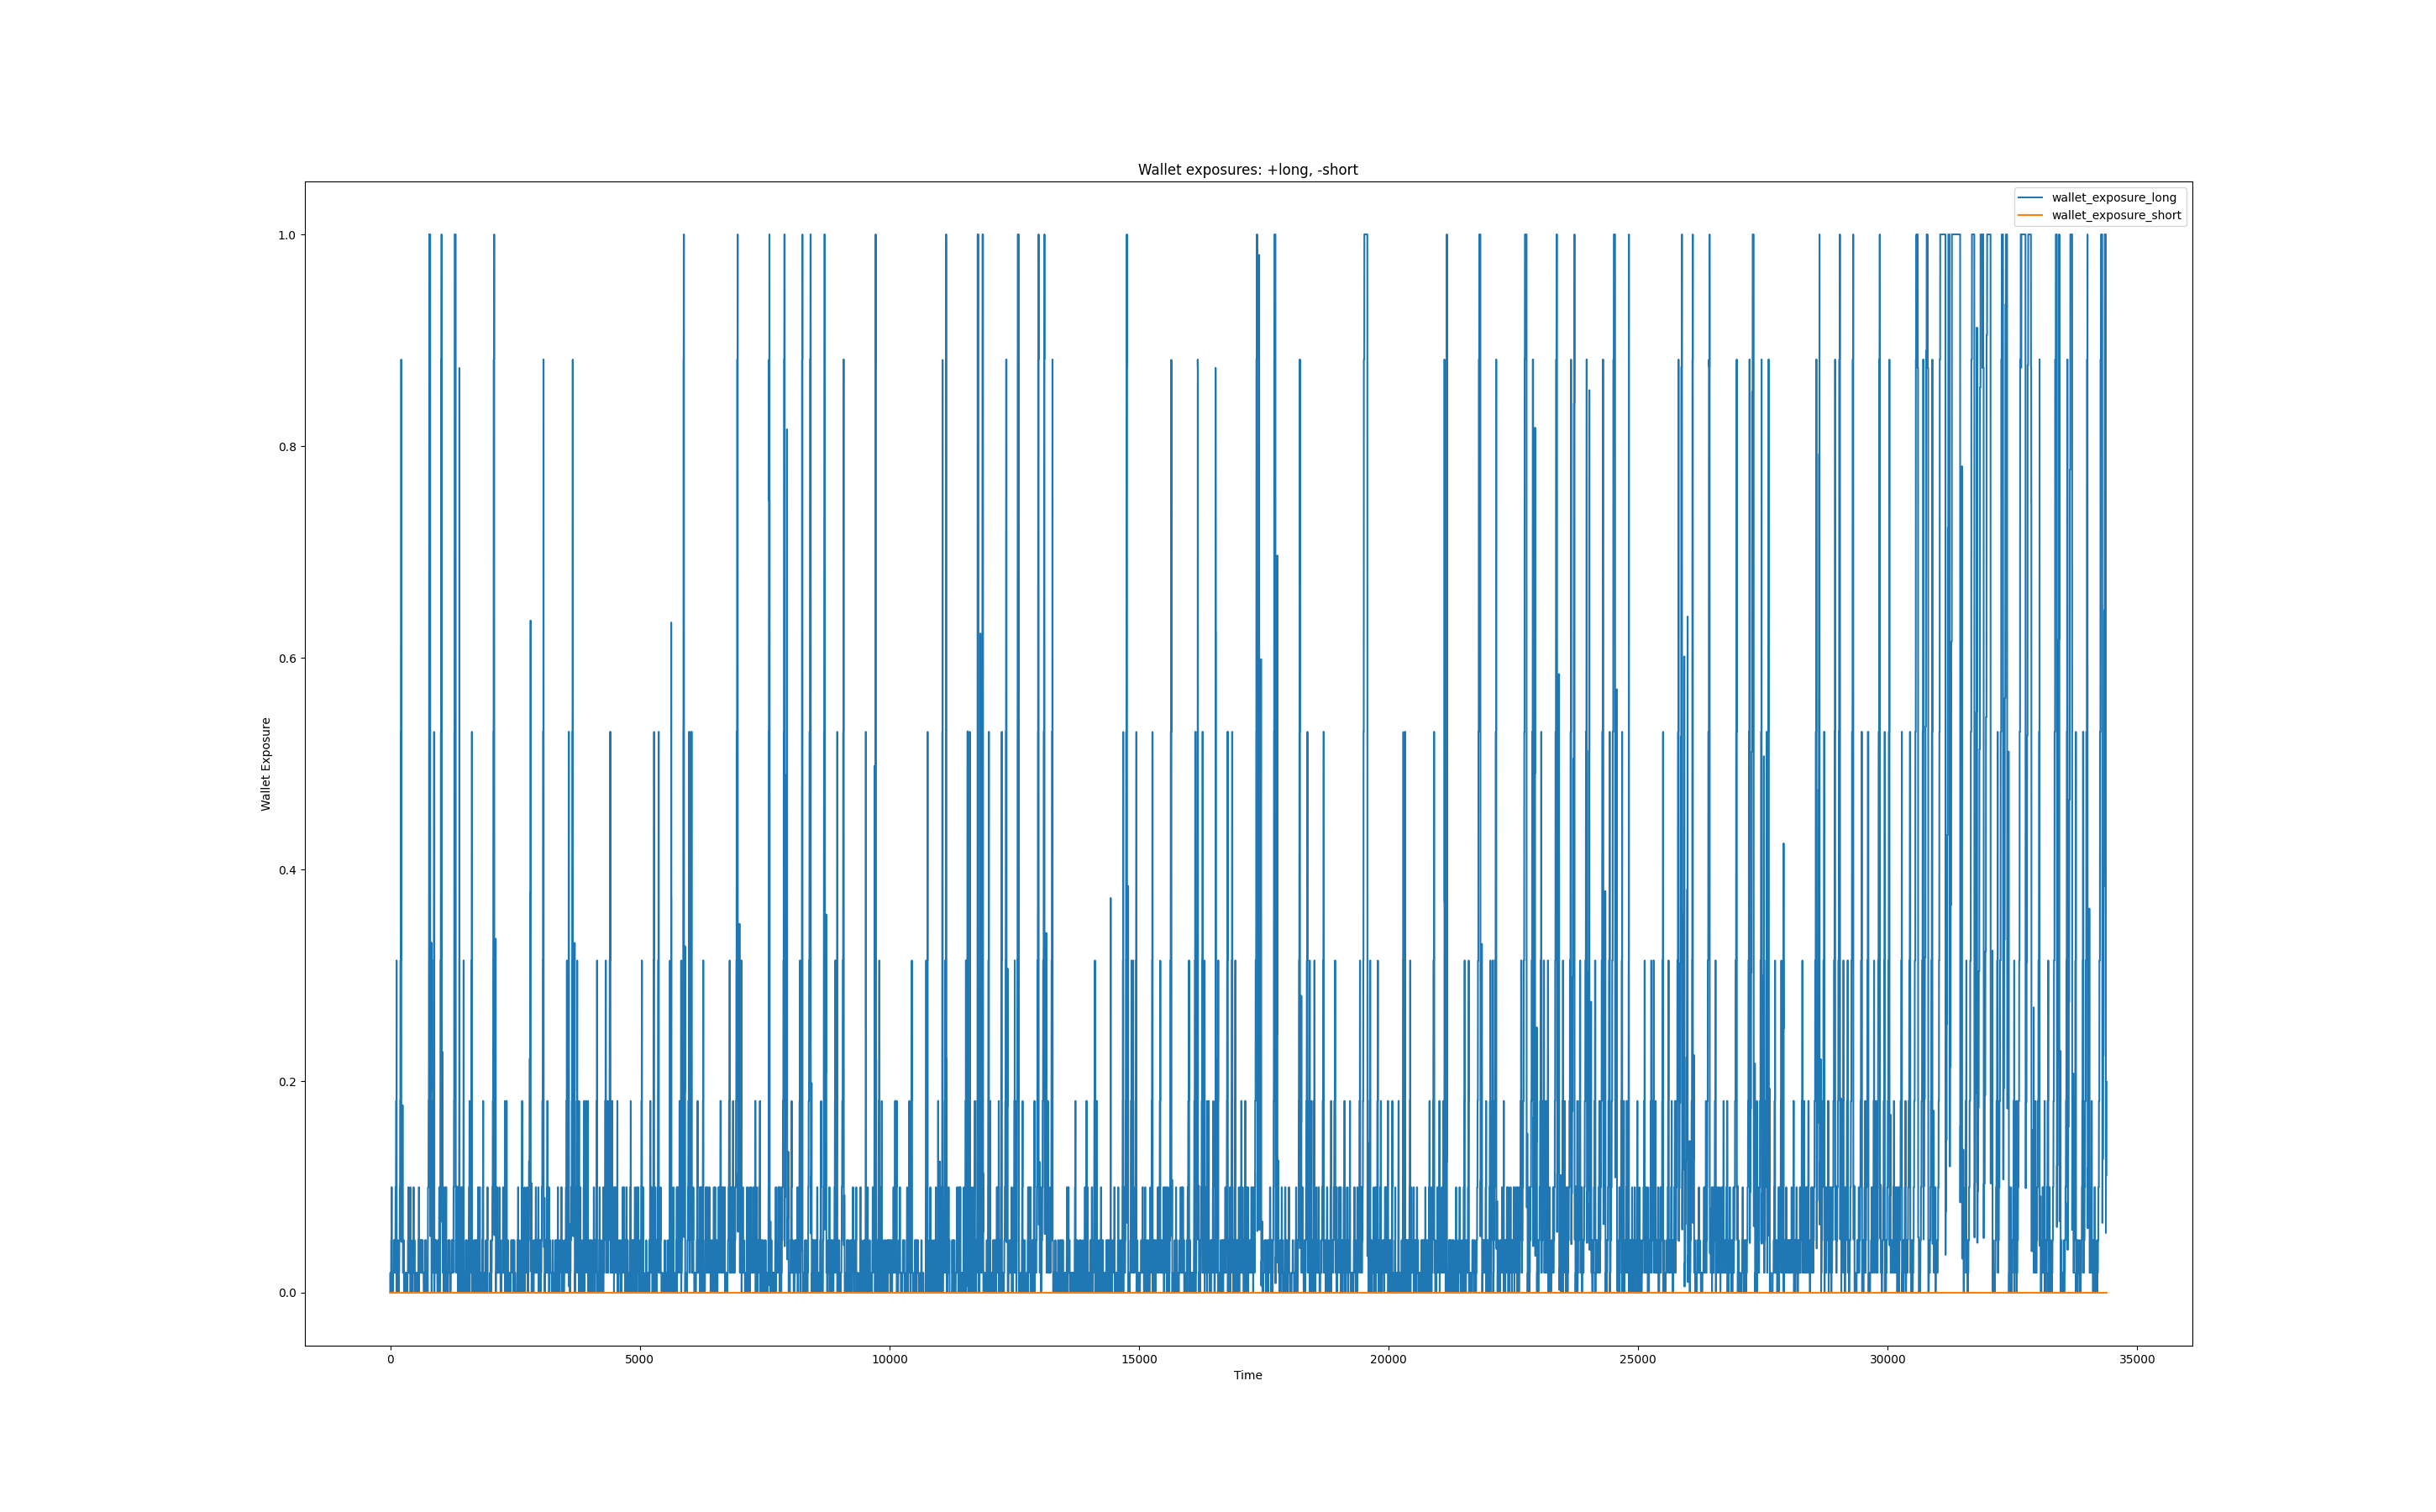 Wallet exposures: +long, -short
wallet_exposure_long
wallet_exposure_short
1.0
0.8
0.6
0.4
0.2
0.0
Wallet Exposure
0
5000
10000
15000
20000
25000
30000
35000
Time